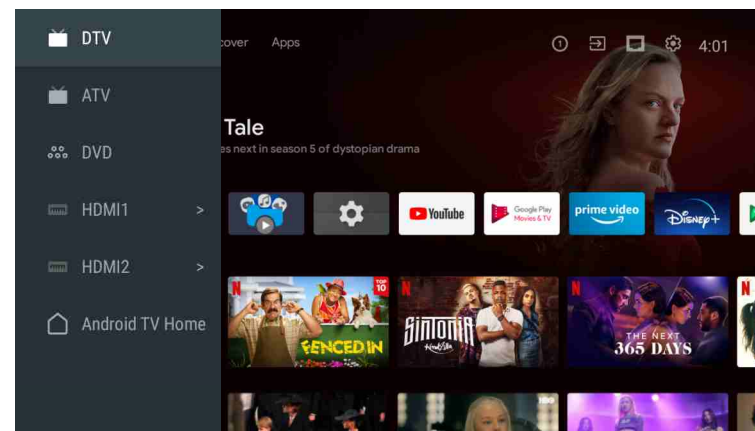 DTV
ATV
DVD
HDMI1 >
HDMI2 >
Android TV Home
cover Apps
1
4:01
Tale
es next in season 5 of dystopian drama
YouTube
Google Play
Movies & TV
prime video
Disney+
N
TOP
10
FENCED IN
N
SINTONIA
N
THE NEXT
365 DAYS
N
HBO